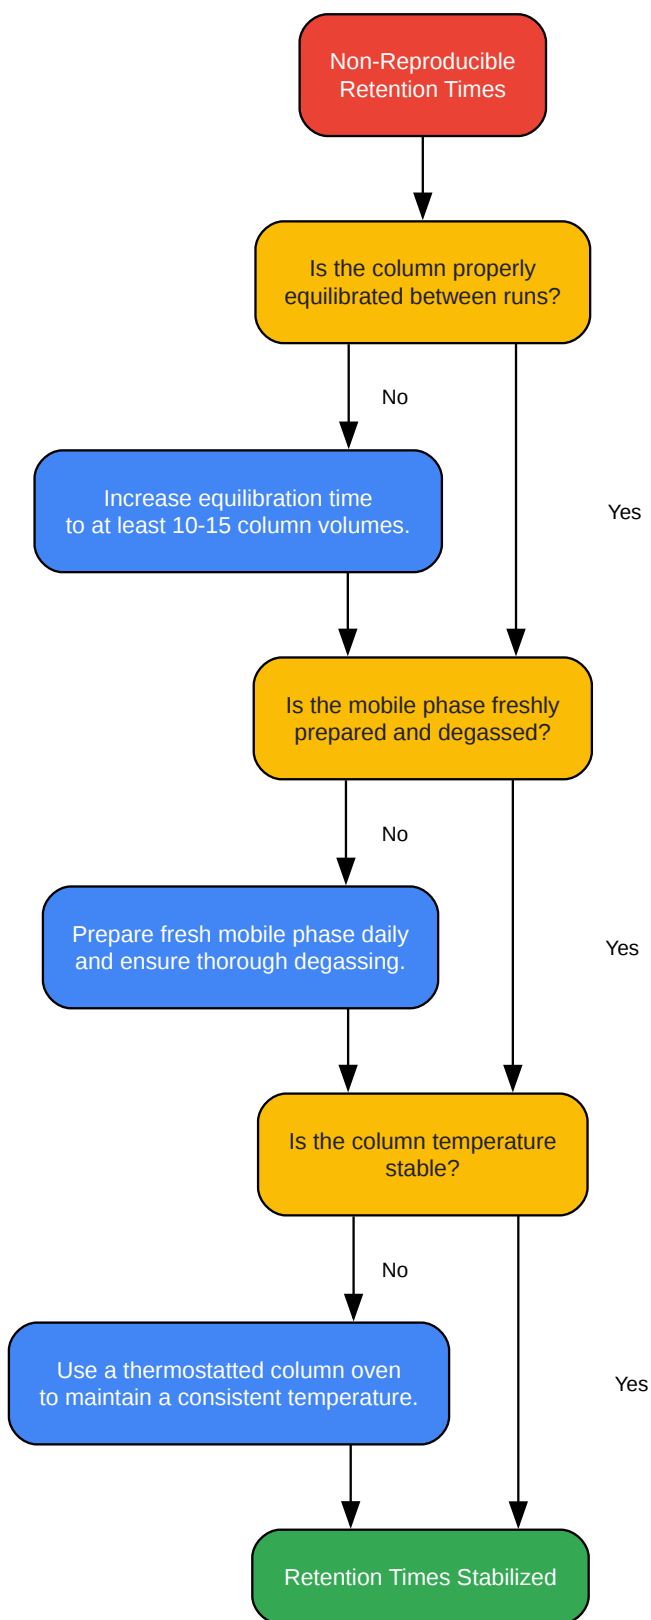 Non-Reproducible
Retention Times
Is the column properly
equilibrated between runs?
No
Increase equilibration time
to at least 10-15 column volumes.
Yes
Is the mobile phase freshly
prepared and degassed?
No
Prepare fresh mobile phase daily
and ensure thorough degassing.
Yes
Is the column temperature
stable?
No
Use a thermostatted column oven
to maintain a consistent temperature.
Yes
Retention Times Stabilized